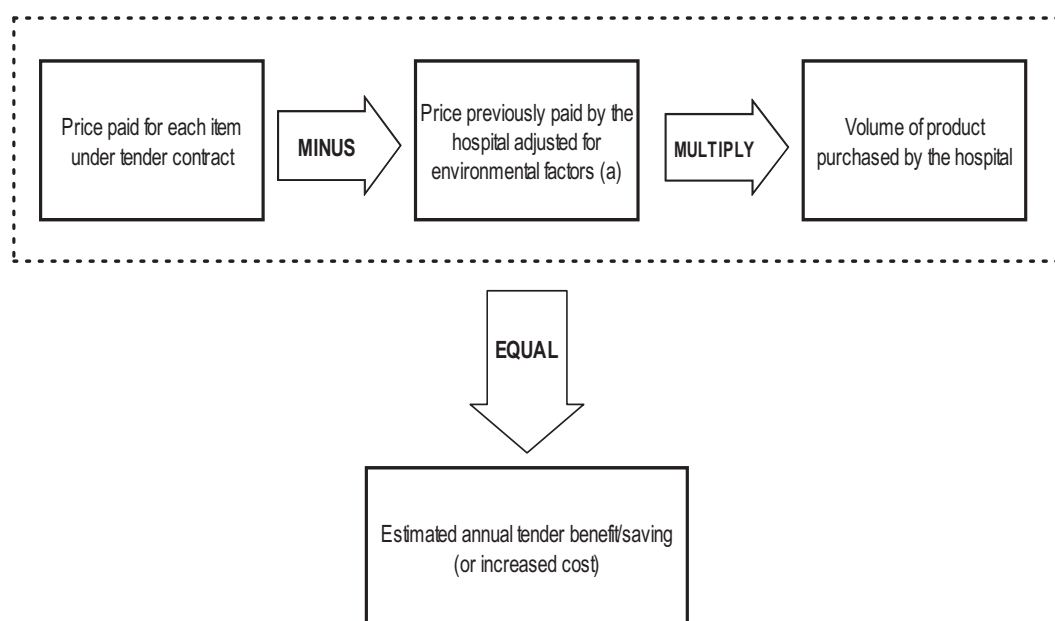 Price paid for each item
under tender contract
MINUS
Price previously paid by the
hospital adjusted for
environmental factors (a)
MULTIPLY
Volume of product
purchased by the hospital
EQUAL
Estimated annual tender benefit/saving
(or increased cost)